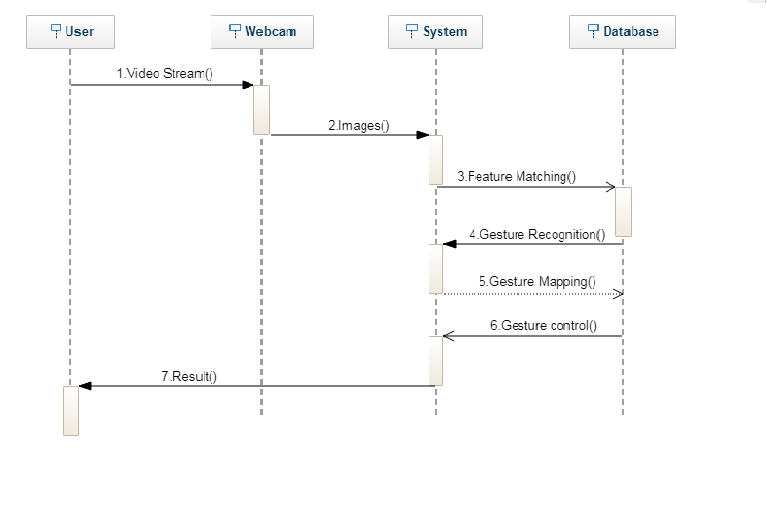 User Webcam System Database
1.Video Stream()
2.Images()
3.Feature Matching()
4.Gesture Recognition()
5.Gesture Mapping()
6.Gesture control()
7.Result()